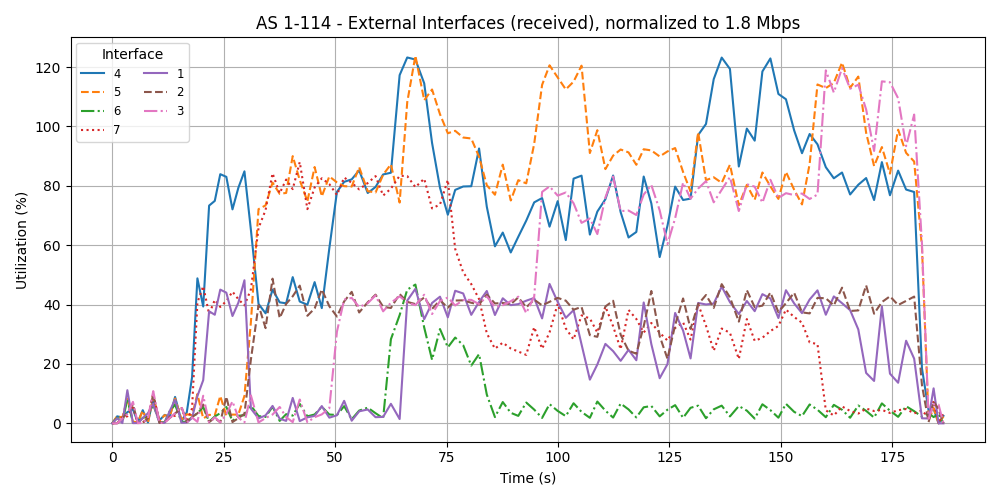 AS 1-114 - External Interfaces (received), normalized to 1.8 Mbps
Interface
4 1
5 2
6 3
7
Utilization (%)
120
100
80
60
40
20
0
0 25 50 75 100 125 150 175
Time (s)